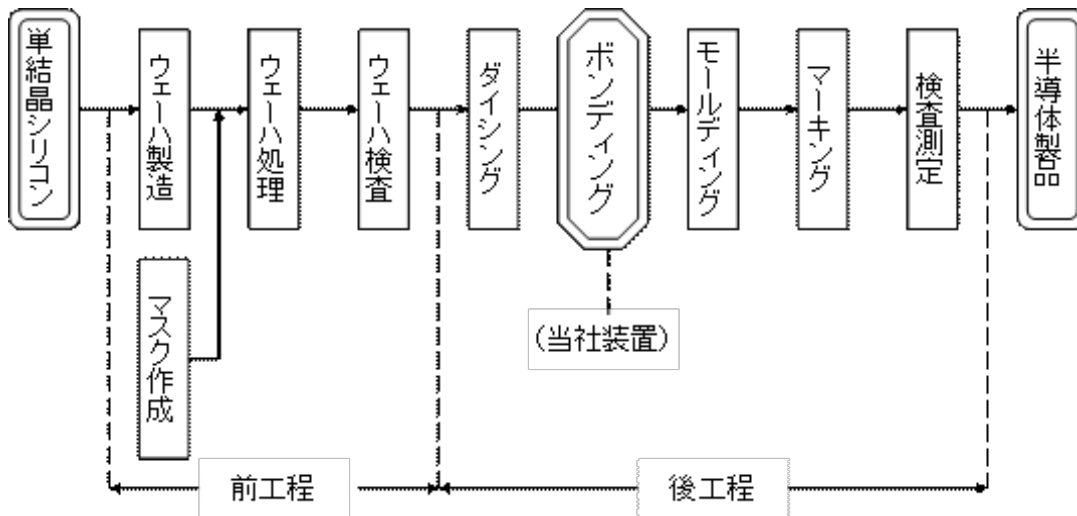 単結晶シリコン
ウェーハ製造
ウェーハ処理
ウェーハ検査
ダイシング
ボンディング
モールディング
マーキング
検査測定
半導体製品
マスク作成
(当社装置)
前工程
後工程